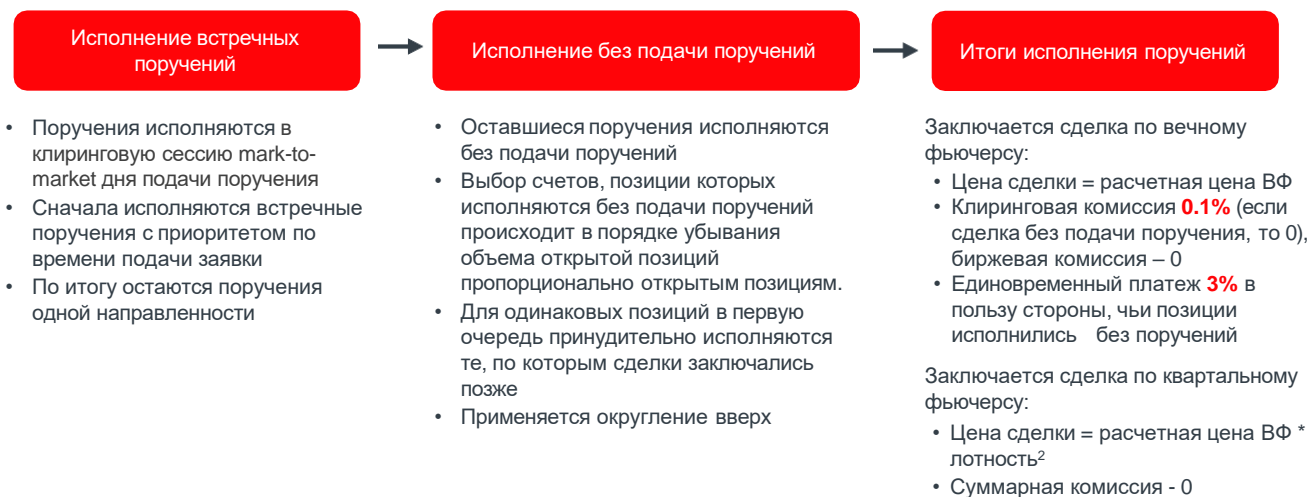 Исполнение встречных
поручений
• Поручения исполняются в
клиринговую сессию mark-to-
market дня подачи поручения
• Сначала исполняются встречные
поручения с приоритетом по
времени подачи заявки
• По итогу остаются поручения
одной направленности
Исполнение без подачи поручений
• Оставшиеся поручения исполняются
без подачи поручений
• Выбор счетов, позиции которых
исполняются без подачи поручений
происходит в порядке убывания
объема открытой позиций
пропорционально открытым позициям.
• Для одинаковых позиций в первую
очередь принудительно исполняются
те, по которым сделки заключались
позже
• Применяется округление вверх
Итоги исполнения поручений
Заключается сделка по вечному
фьючерсу:
• Цена сделки = расчетная цена ВФ
• Клиринговая комиссия 0.1% (если
сделка без подачи поручения, то 0),
биржевая комиссия – 0
• Единовременный платеж 3% в
пользу стороны, чьи позиции
исполнились без поручений
Заключается сделка по квартальному
фьючерсу:
• Цена сделки = расчетная цена ВФ *
лотность²
• Суммарная комиссия - 0